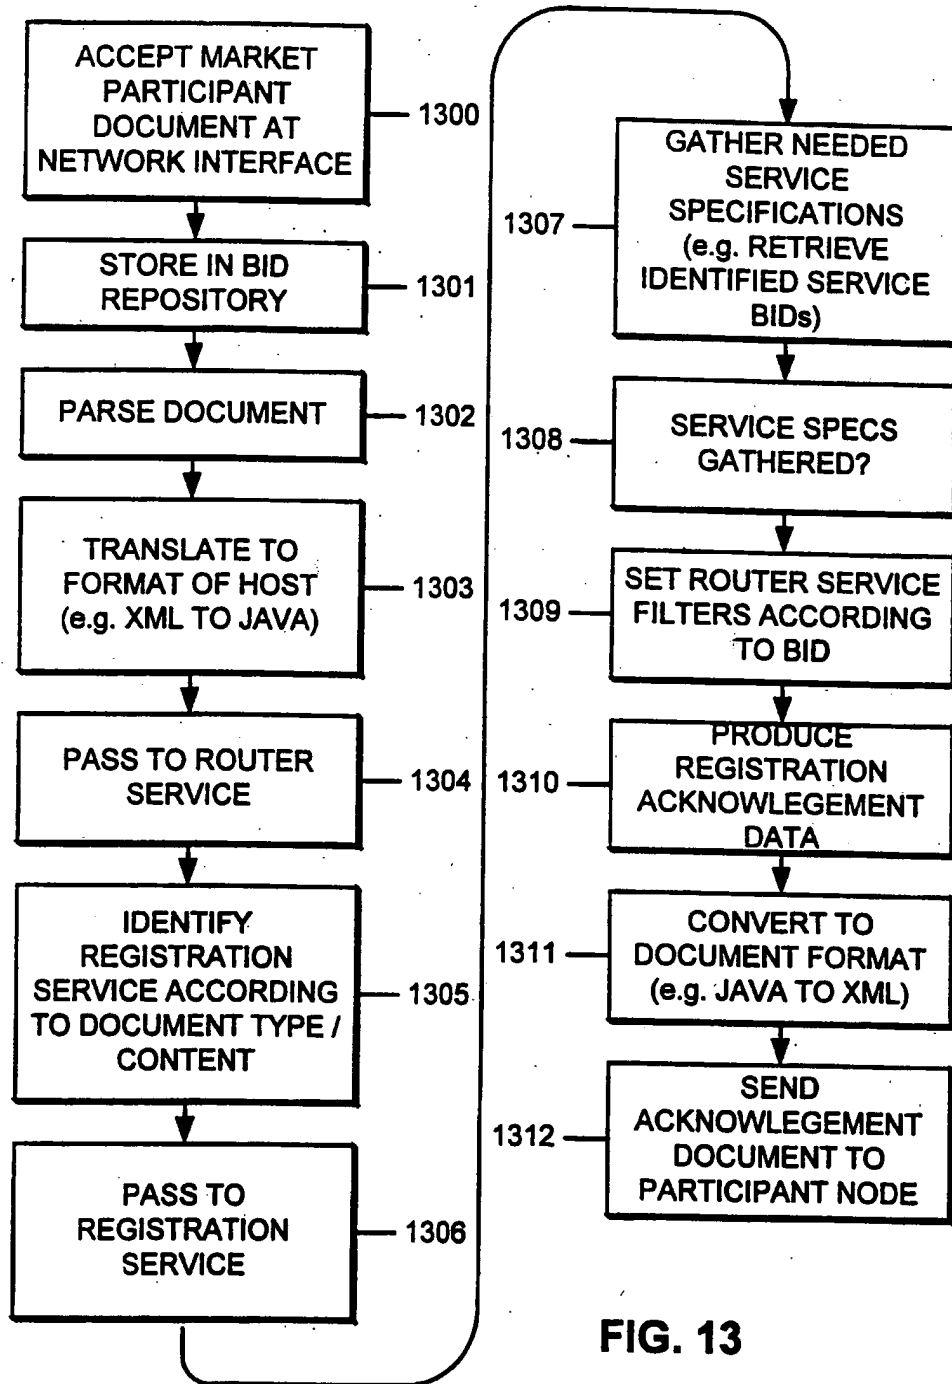 ACCEPT MARKET
PARTICIPANT
DOCUMENT AT
NETWORK INTERFACE
1300
STORE IN BID
REPOSITORY
1301
PARSE DOCUMENT
1302
TRANSLATE TO
FORMAT OF HOST
(e.g. XML TO JAVA)
1303
PASS TO ROUTER
SERVICE
1304
IDENTIFY
REGISTRATION
SERVICE ACCORDING
TO DOCUMENT TYPE /
CONTENT
1305
PASS TO
REGISTRATION
SERVICE
1306
GATHER NEEDED
SERVICE
SPECIFICATIONS
(e.g. RETRIEVE
IDENTIFIED SERVICE
BIDs)
1307
SERVICE SPECS
GATHERED?
1308
SET ROUTER SERVICE
FILTERS ACCORDING
TO BID
1309
PRODUCE
REGISTRATION
ACKNOWLEGEMENT
DATA
1310
CONVERT TO
DOCUMENT FORMAT
(e.g. JAVA TO XML)
1311
SEND
ACKNOWLEGEMENT
DOCUMENT TO
PARTICIPANT NODE
1312
FIG. 13